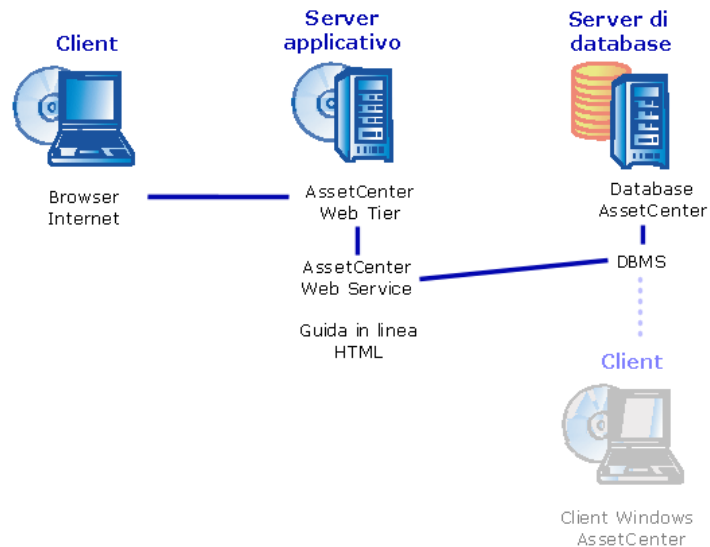 Client
Server
applicativo
Server di
database
Browser
Internet
AssetCenter
Web Tier
AssetCenter
Web Service
Guida in linea
HTML
Database
AssetCenter
DBMS
Client
Client Windows
AssetCenter